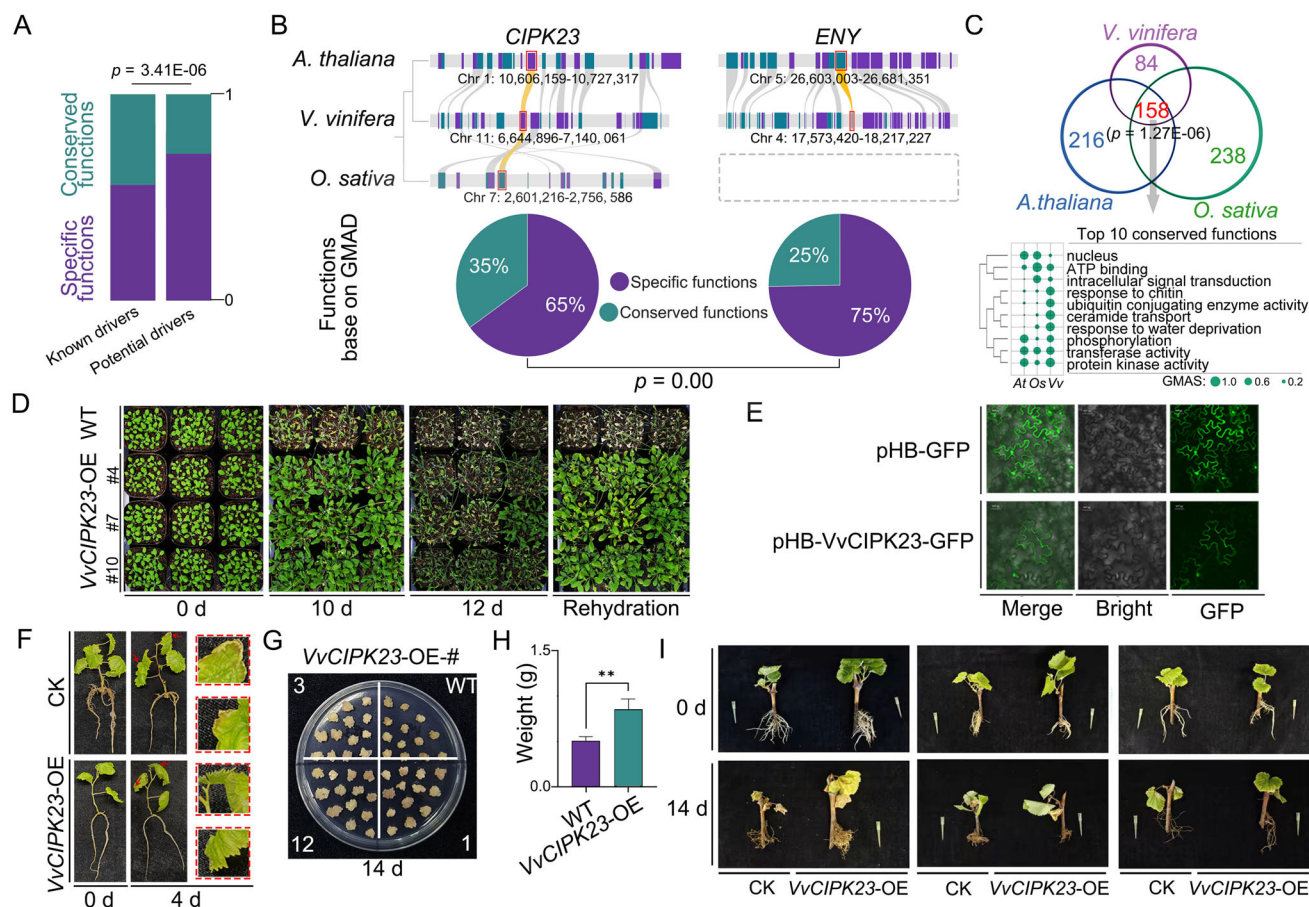 A
p = 3.41E-06
Conserved
functions
Specific
functions
1
0
Known drivers
Potential drivers
B
CIPK23
ENY
A. thaliana
Chr 1: 10,606,159-10,727,317
Chr 5: 26,603,003-26,681,351
V. vinifera
Chr 11: 6,644,896-7,140, 061
Chr 4: 17,573,420-18,217,227
O. sativa
Chr 7: 2,601,216-2,756, 586
Functions
base on GMAD
35%
65%
25%
75%
Specific functions
Conserved functions
p = 0.00
C
V. vinifera
84
158
(p = 1.27E-06)
216
238
A.thaliana
O. sativa
Top 10 conserved functions
nucleus
ATP binding
intracellular signal transduction
response to chitin
ubiquitin conjugating enzyme activity
ceramide transport
response to water deprivation
phosphorylation
transferase activity
protein kinase activity
At Os Vv
GMAS: 1.0 0.6 0.2
D
WT
VvCIPK23-OE
#4
#7
#10
0 d
10 d
12 d
Rehydration
E
pHB-GFP
pHB-VvCIPK23-GFP
Merge
Bright
GFP
F
CK
VvCIPK23-OE
0 d
4 d
G
VvCIPK23-OE-#
3
WT
12
1
14 d
H
Weight (g)
1.5
0.0
**
WT
VvCIPK23-OE
I
0 d
14 d
CK
VvCIPK23-OE
CK
VvCIPK23-OE
CK
VvCIPK23-OE